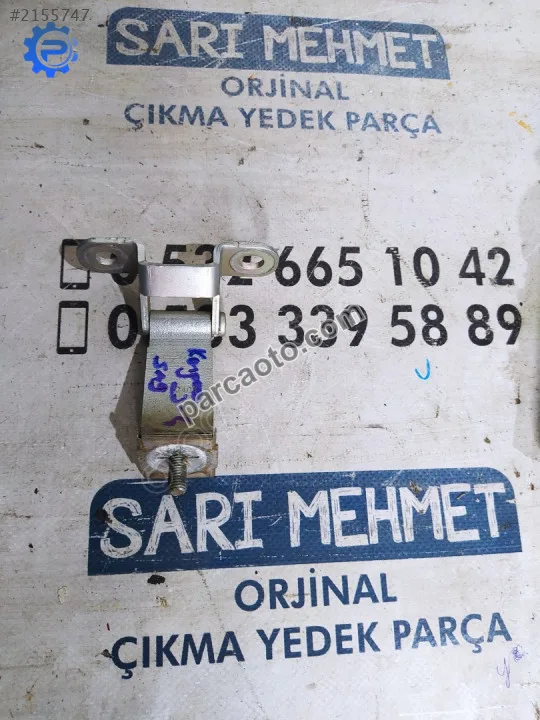 #2155747
SARI MEHMET
ORJİNAL
ÇIKMA YEDEK PARÇA
665 10 42
339 58 89
parcaoto.com
SARI MEHMET
ORJİNAL
ÇIKMA YEDEK PARÇA